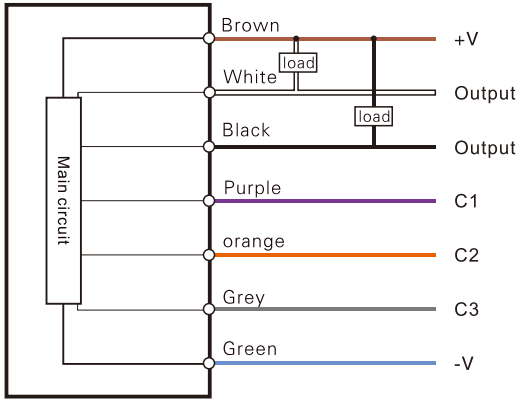 Brown
+V
load
White
Output
load
Black
Output
Main circuit
Purple
C1
orange
C2
Grey
C3
Green
-V